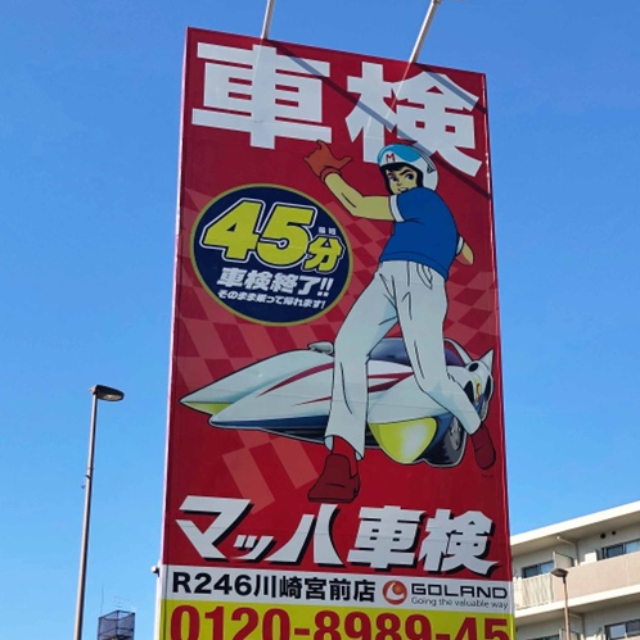 車検
M
最短
45分
車検終了!!
そのまま乗って帰れます!
マッハ車検
R246川崎宮前店 GOLAND
Going the valuable way
0120-8989-45